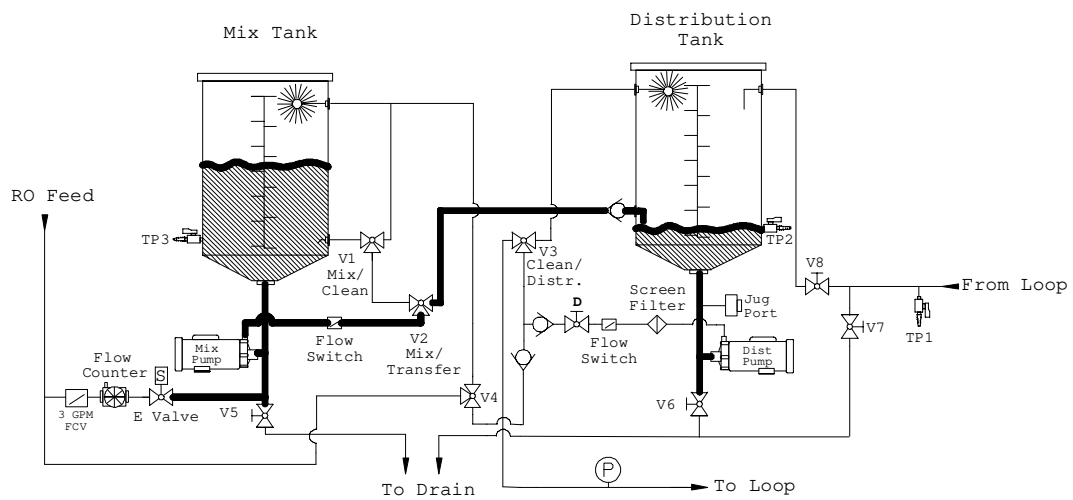 Mix Tank
Distribution
Tank
RO Feed
TP3
V1
Mix/
Clean
V3
Clean/
Distr.
TP2
V8
From Loop
Screen
Filter
Jug
Port
D
TP1
V7
Flow
Switch
V2
Mix/
Transfer
Flow
Switch
Mix
Pump
Dist
Pump
Flow
Counter
S
3 GPM
FCV
E Valve
V5
V4
V6
P
To Drain
To Loop